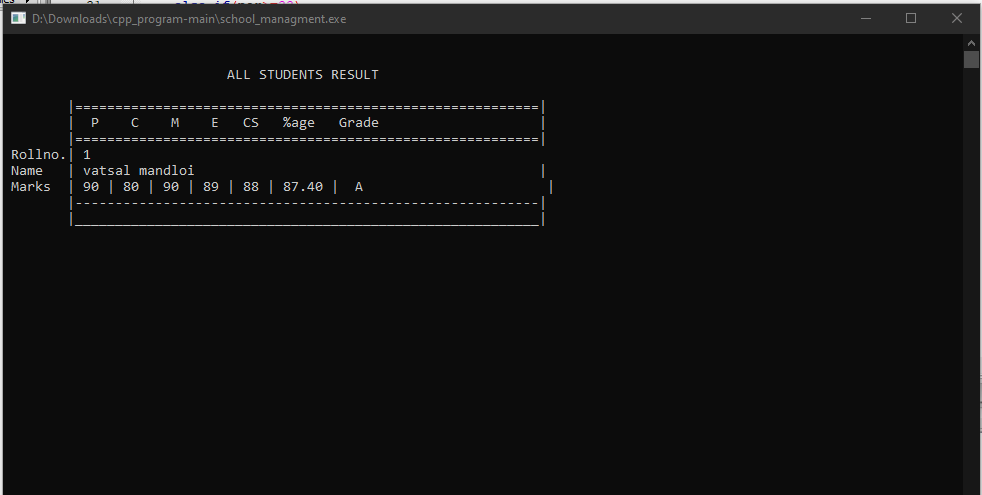 D:\Downloads\cpp_program-main\school_managment.exe
ALL STUDENTS RESULT
|==========================================================|
| P C M E CS %age Grade |
|==========================================================|
Rollno.| 1
Name | vatsal mandloi |
Marks | 90 | 80 | 90 | 89 | 88 | 87.40 | A |
|----------------------------------------------------------|
|__________________________________________________________|